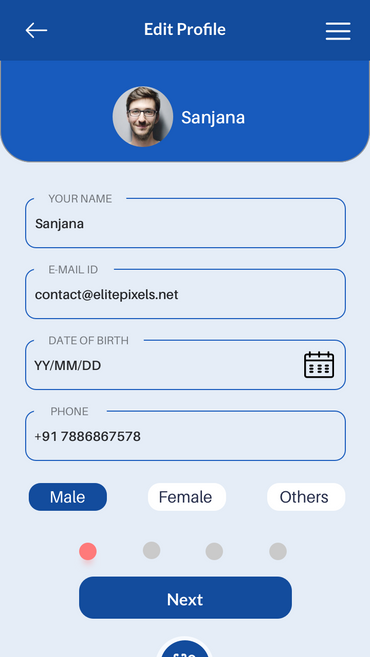 Edit Profile
Sanjana
YOUR NAME
Sanjana
E-MAIL ID
contact@elitepixels.net
DATE OF BIRTH
YY/MM/DD
PHONE
+91 7886867578
Male Female Others
Next